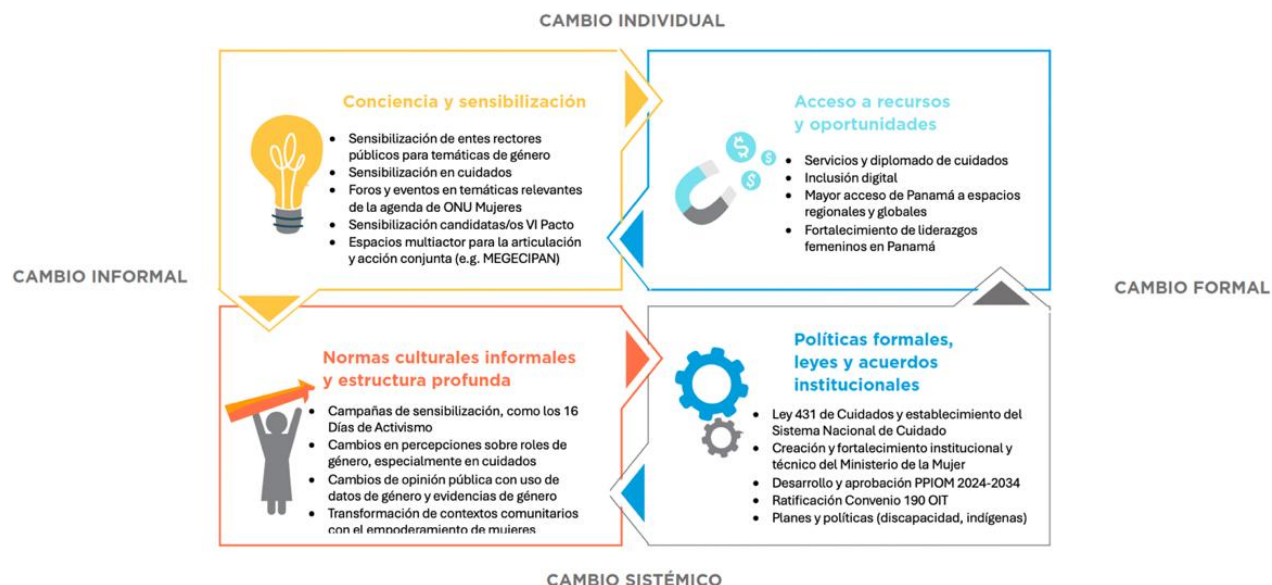 CAMBIO INDIVIDUAL
Conciencia y sensibilización
• Sensibilización de entes rectores
públicos para temáticas de género
• Sensibilización en cuidados
• Foros y eventos en temáticas relevantes
de la agenda de ONU Mujeres
• Sensibilización candidatas/os VI Pacto
• Espacios multiactor para la articulación
y acción conjunta (e.g. MEGECIPAN)
Acceso a recursos
y oportunidades
• Servicios y diplomado de cuidados
• Inclusión digital
• Mayor acceso de Panamá a espacios
regionales y globales
• Fortalecimiento de liderazgos
femeninos en Panamá
CAMBIO INFORMAL
CAMBIO FORMAL
Normas culturales informales
y estructura profunda
• Campañas de sensibilización, como los 16
Días de Activismo
• Cambios en percepciones sobre roles de
género, especialmente en cuidados
• Cambios de opinión pública con uso de
datos de género y evidencias de género
• Transformación de contextos comunitarios
con el empoderamiento de mujeres
Políticas formales,
leyes y acuerdos
institucionales
• Ley 431 de Cuidados y establecimiento del
Sistema Nacional de Cuidado
• Creación y fortalecimiento institucional y
técnico del Ministerio de la Mujer
• Desarrollo y aprobación PPIOM 2024-2034
• Ratificación Convenio 190 OIT
• Planes y políticas (discapacidad, indígenas)
CAMBIO SISTÉMICO